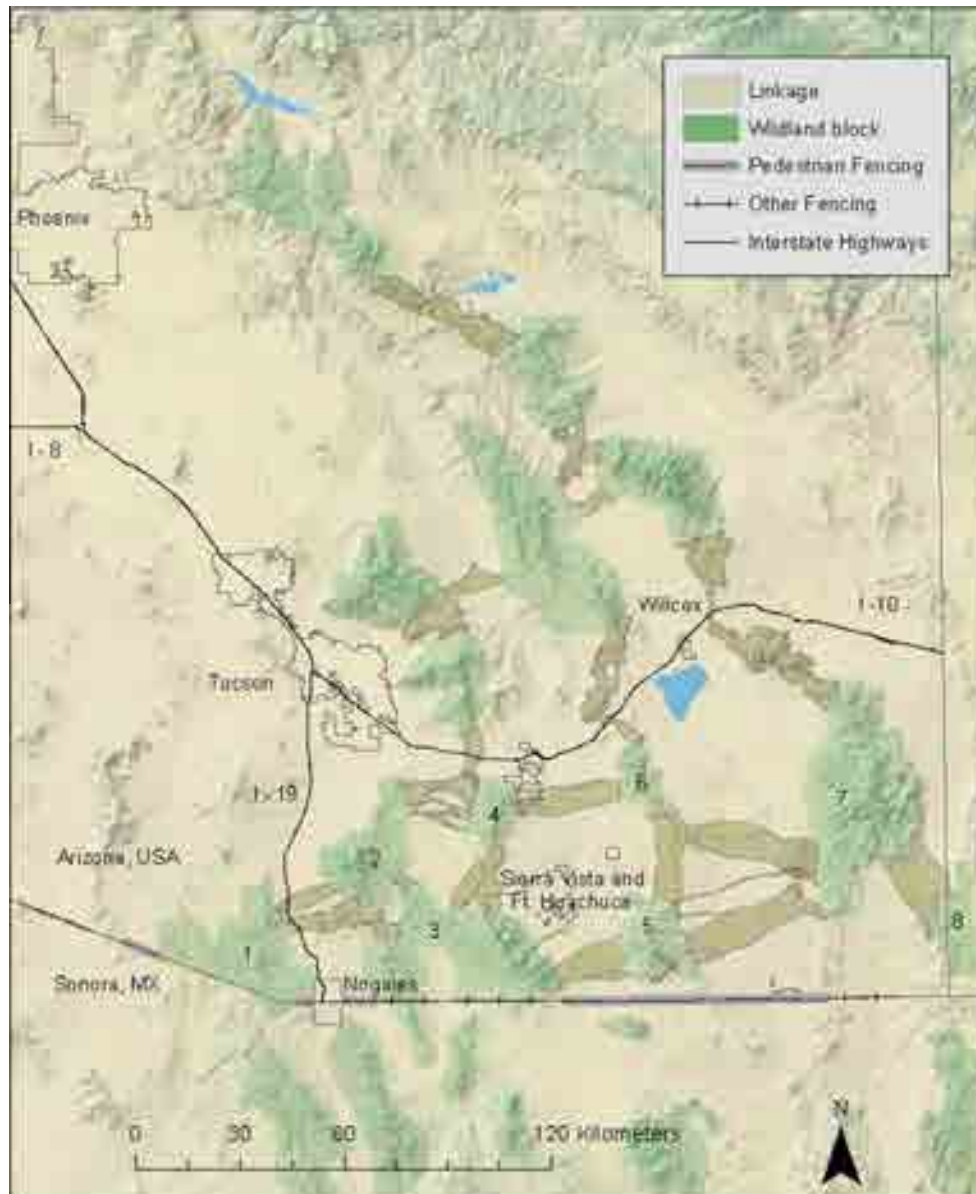 Linkage
Wildland block
Pedestrian Fencing
Other Fencing
Interstate Highways
Phoenix
I - 8
Willcox
I -10
Tucson
I - 19
6
7
4
Arizona, USA
2
Sierra Vista and
Ft. Huachuca
3
5
8
1
Sonora, MX
Nogales
N
0
30
60
120 kilometers